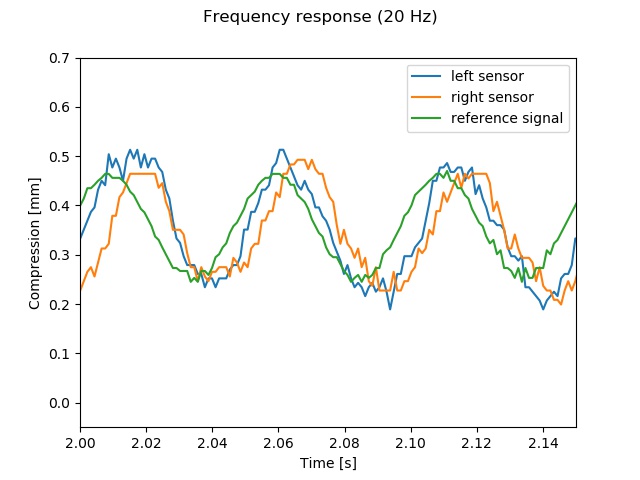 Frequency response (20 Hz)
0.7
0.6
0.5
0.4
0.3
0.2
0.1
0.0
Compression [mm]
left sensor
right sensor
reference signal
2.00 2.02 2.04 2.06 2.08 2.10 2.12 2.14
Time [s]